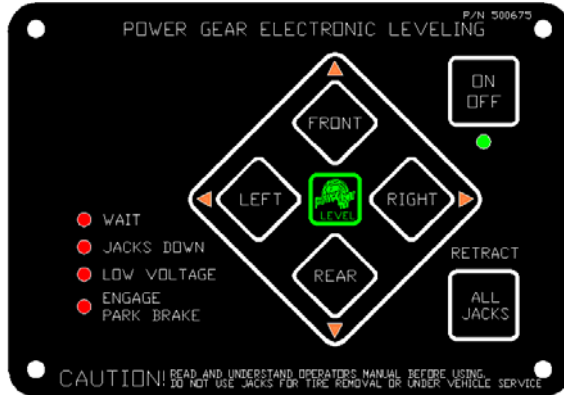 P/N 500675
POWER GEAR ELECTRONIC LEVELING
ON
OFF
FRONT
LEFT
LEVEL
RIGHT
WAIT
JACKS DOWN
LOW VOLTAGE
ENGAGE
PARK BRAKE
REAR
RETRACT
ALL
JACKS
CAUTION! READ AND UNDERSTAND OPERATORS MANUAL BEFORE USING.
DO NOT USE JACKS FOR TIRE REMOVAL OR UNDER VEHICLE SERVICE